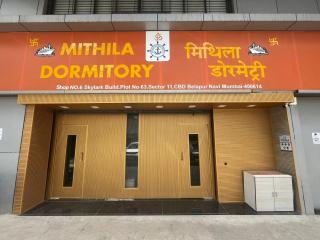 MITHILA
DORMITORY
मिथिला
डोरमेट्री
Shop NO.6 Skylark Build.Plot No 63,Sector 11,CBD Belapur Navi Mumbai-400614